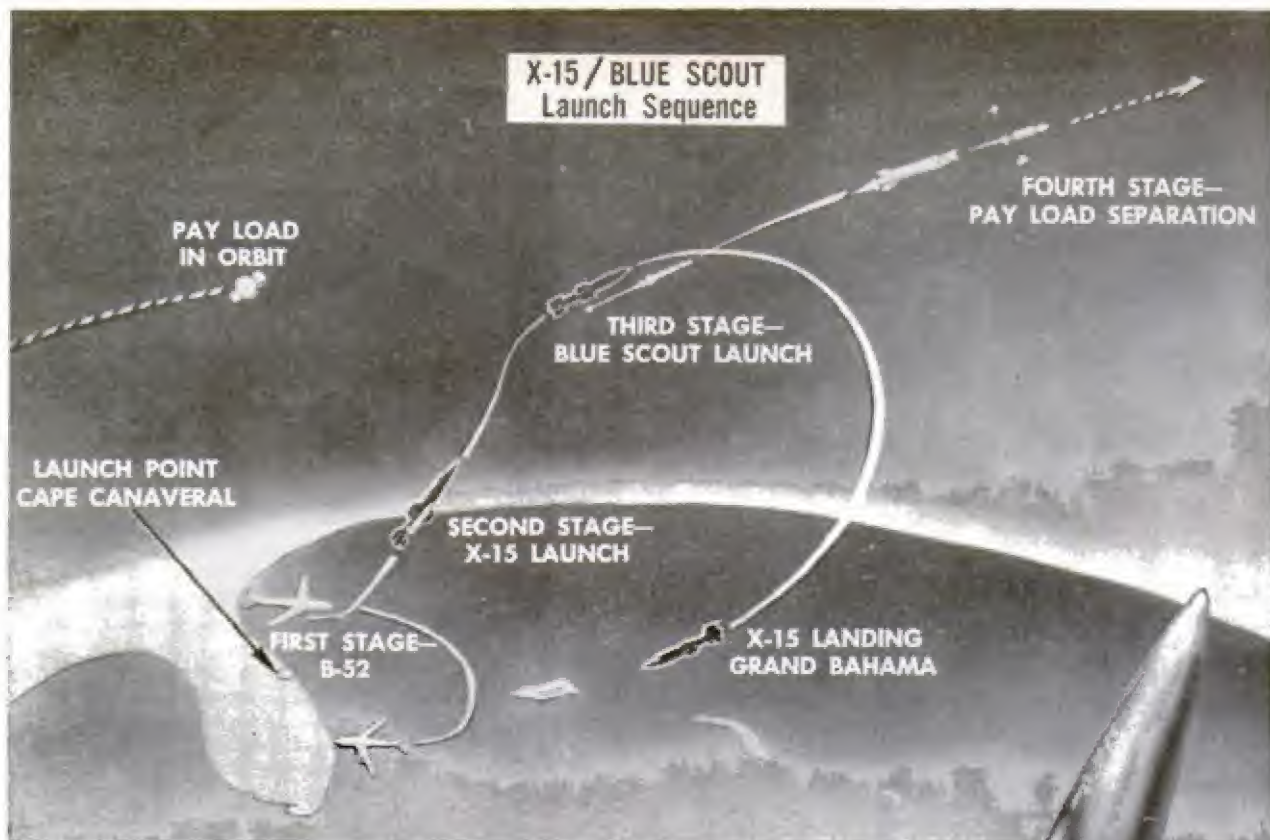 X-15/BLUE SCOUT
Launch Sequence
PAY LOAD
IN ORBIT
FOURTH STAGE—
PAY LOAD SEPARATION
THIRD STAGE—
BLUE SCOUT LAUNCH
LAUNCH POINT
CAPE CANAVERAL
SECOND STAGE—
X-15 LAUNCH
FIRST STAGE—
B-52
X-15 LANDING
GRAND BAHAMA